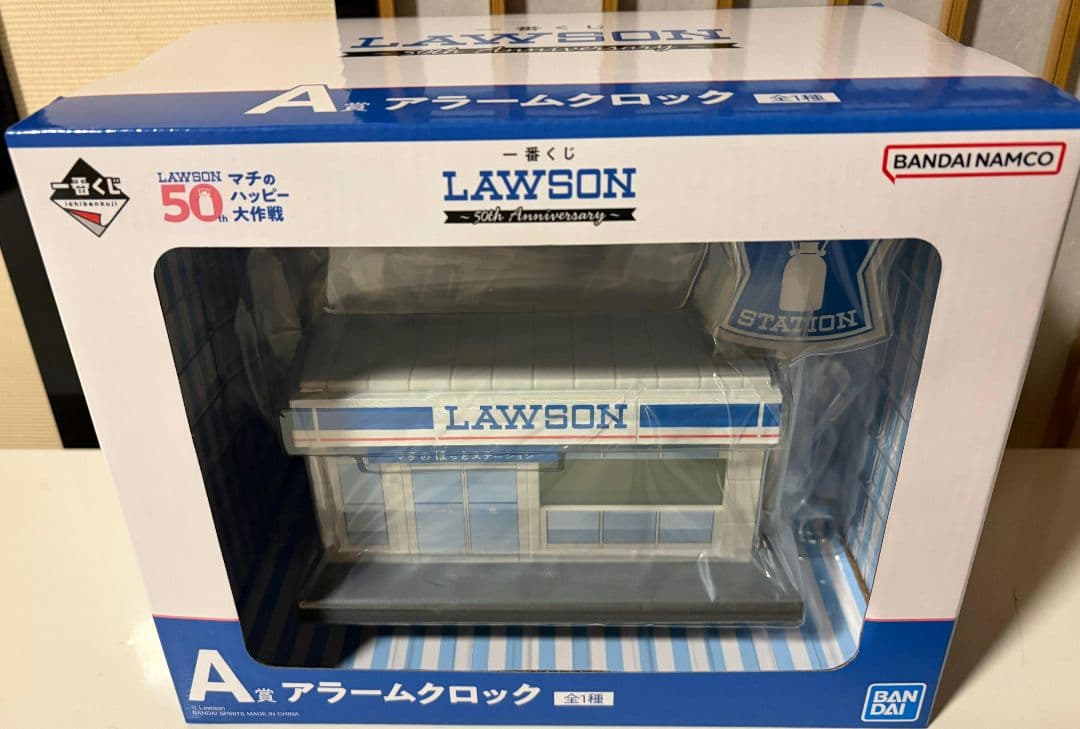 LAWSON
50th Anniversary
A賞 アラームクロック 全1種
一番くじ
ichibankuji
LAWSON
50th
マチの
ハッピー
大作戦
一番くじ
LAWSON
~50th Anniversary~
BANDAI NAMCO
STATION
LAWSON
マチのほっとステーション
A賞 アラームクロック 全1種
© Lawson
BANDAI SPIRITS MADE IN CHINA
BAN
DAI